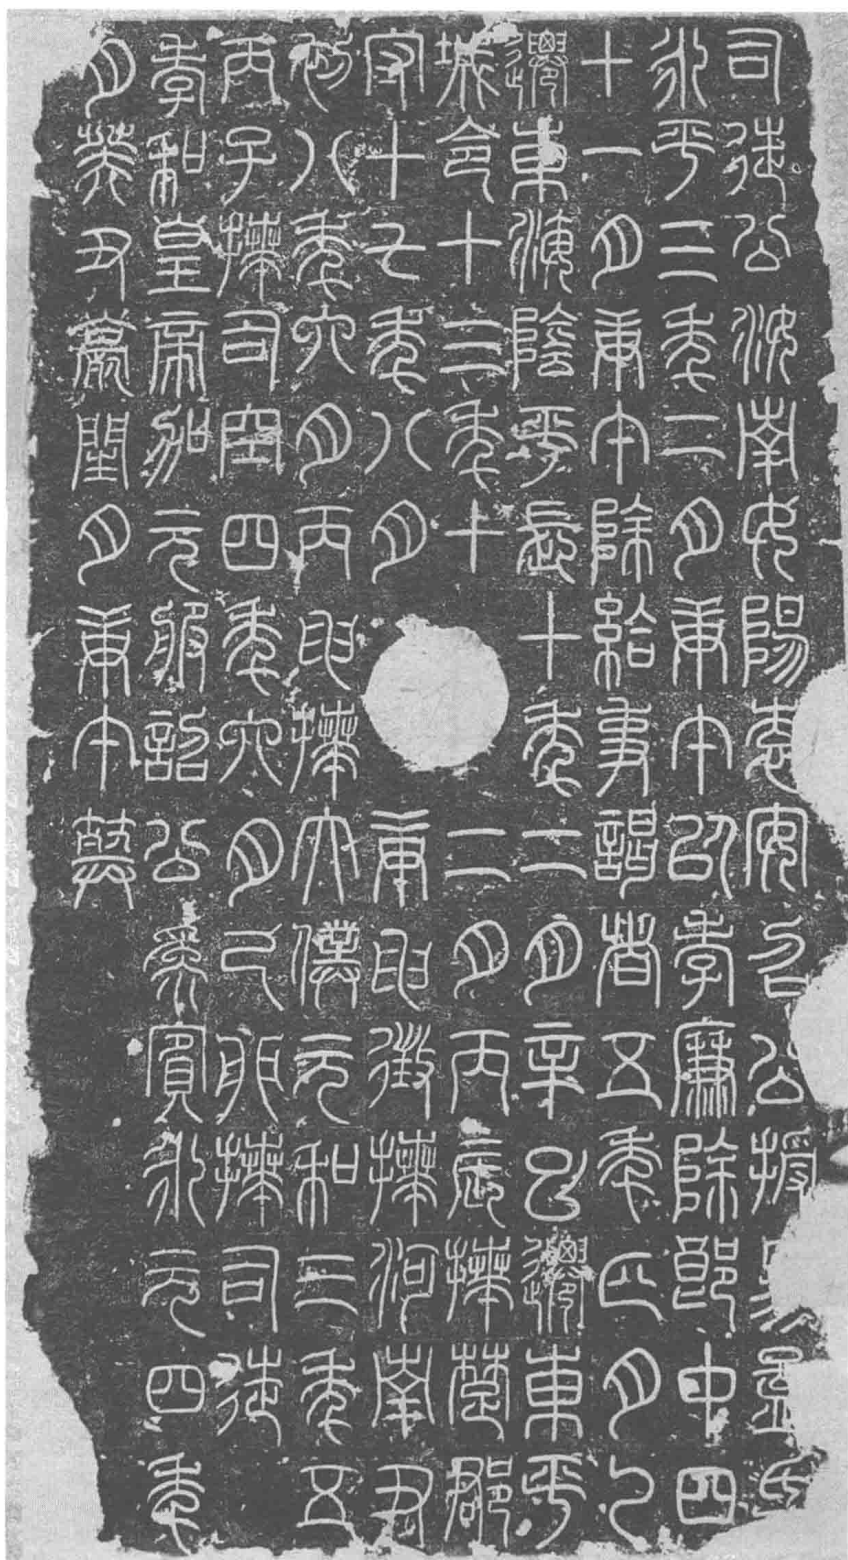 司徒公汝南女陽袁安召公授易孟氏
永平三年二月庚午以孝廉除郎中四
十一月庚午除給事謁者五年正月乙
遷東海陰平長十年二月辛巳遷東平
城令十三年十二月丙辰拜楚郡
守十七年八月庚申徵拜河南尹
初八年六月丙申拜太僕元和三年五
丙子拜司空四年六月己卯拜司徒
孝和皇帝加元服詔公為賓永元四年
月癸丑薨閏月庚午葬